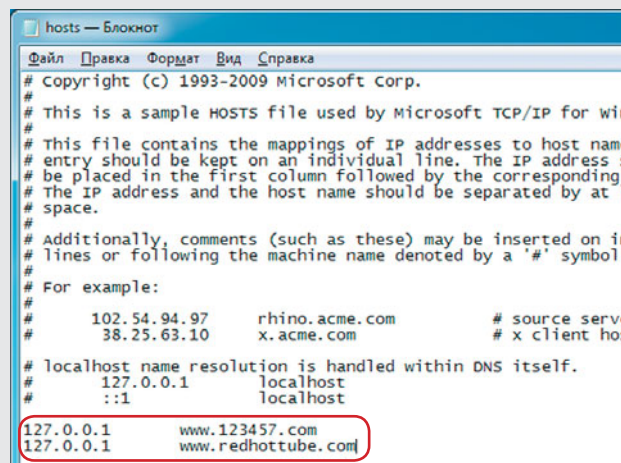 hosts — Блокнот
Файл Правка Формат Вид Справка
# Copyright (c) 1993-2009 Microsoft Corp.
#
# This is a sample HOSTS file used by Microsoft TCP/IP for
#
# This file contains the mappings of IP addresses to host
# entry should be kept on an individual line. The IP address
# be placed in the first column followed by the corresponding
# The IP address and the host name should be separated by at
# space.
#
# Additionally, comments (such as these) may be inserted on
# lines or following the machine name denoted by a '#' symbol
#
# For example:
#
# 102.54.94.97 rhino.acme.com # source
# 38.25.63.10 x.acme.com # x client
# localhost name resolution is handled within DNS itself.
# 127.0.0.1 localhost
# ::1 localhost
127.0.0.1 www.123457.com
127.0.0.1 www.redhottube.com